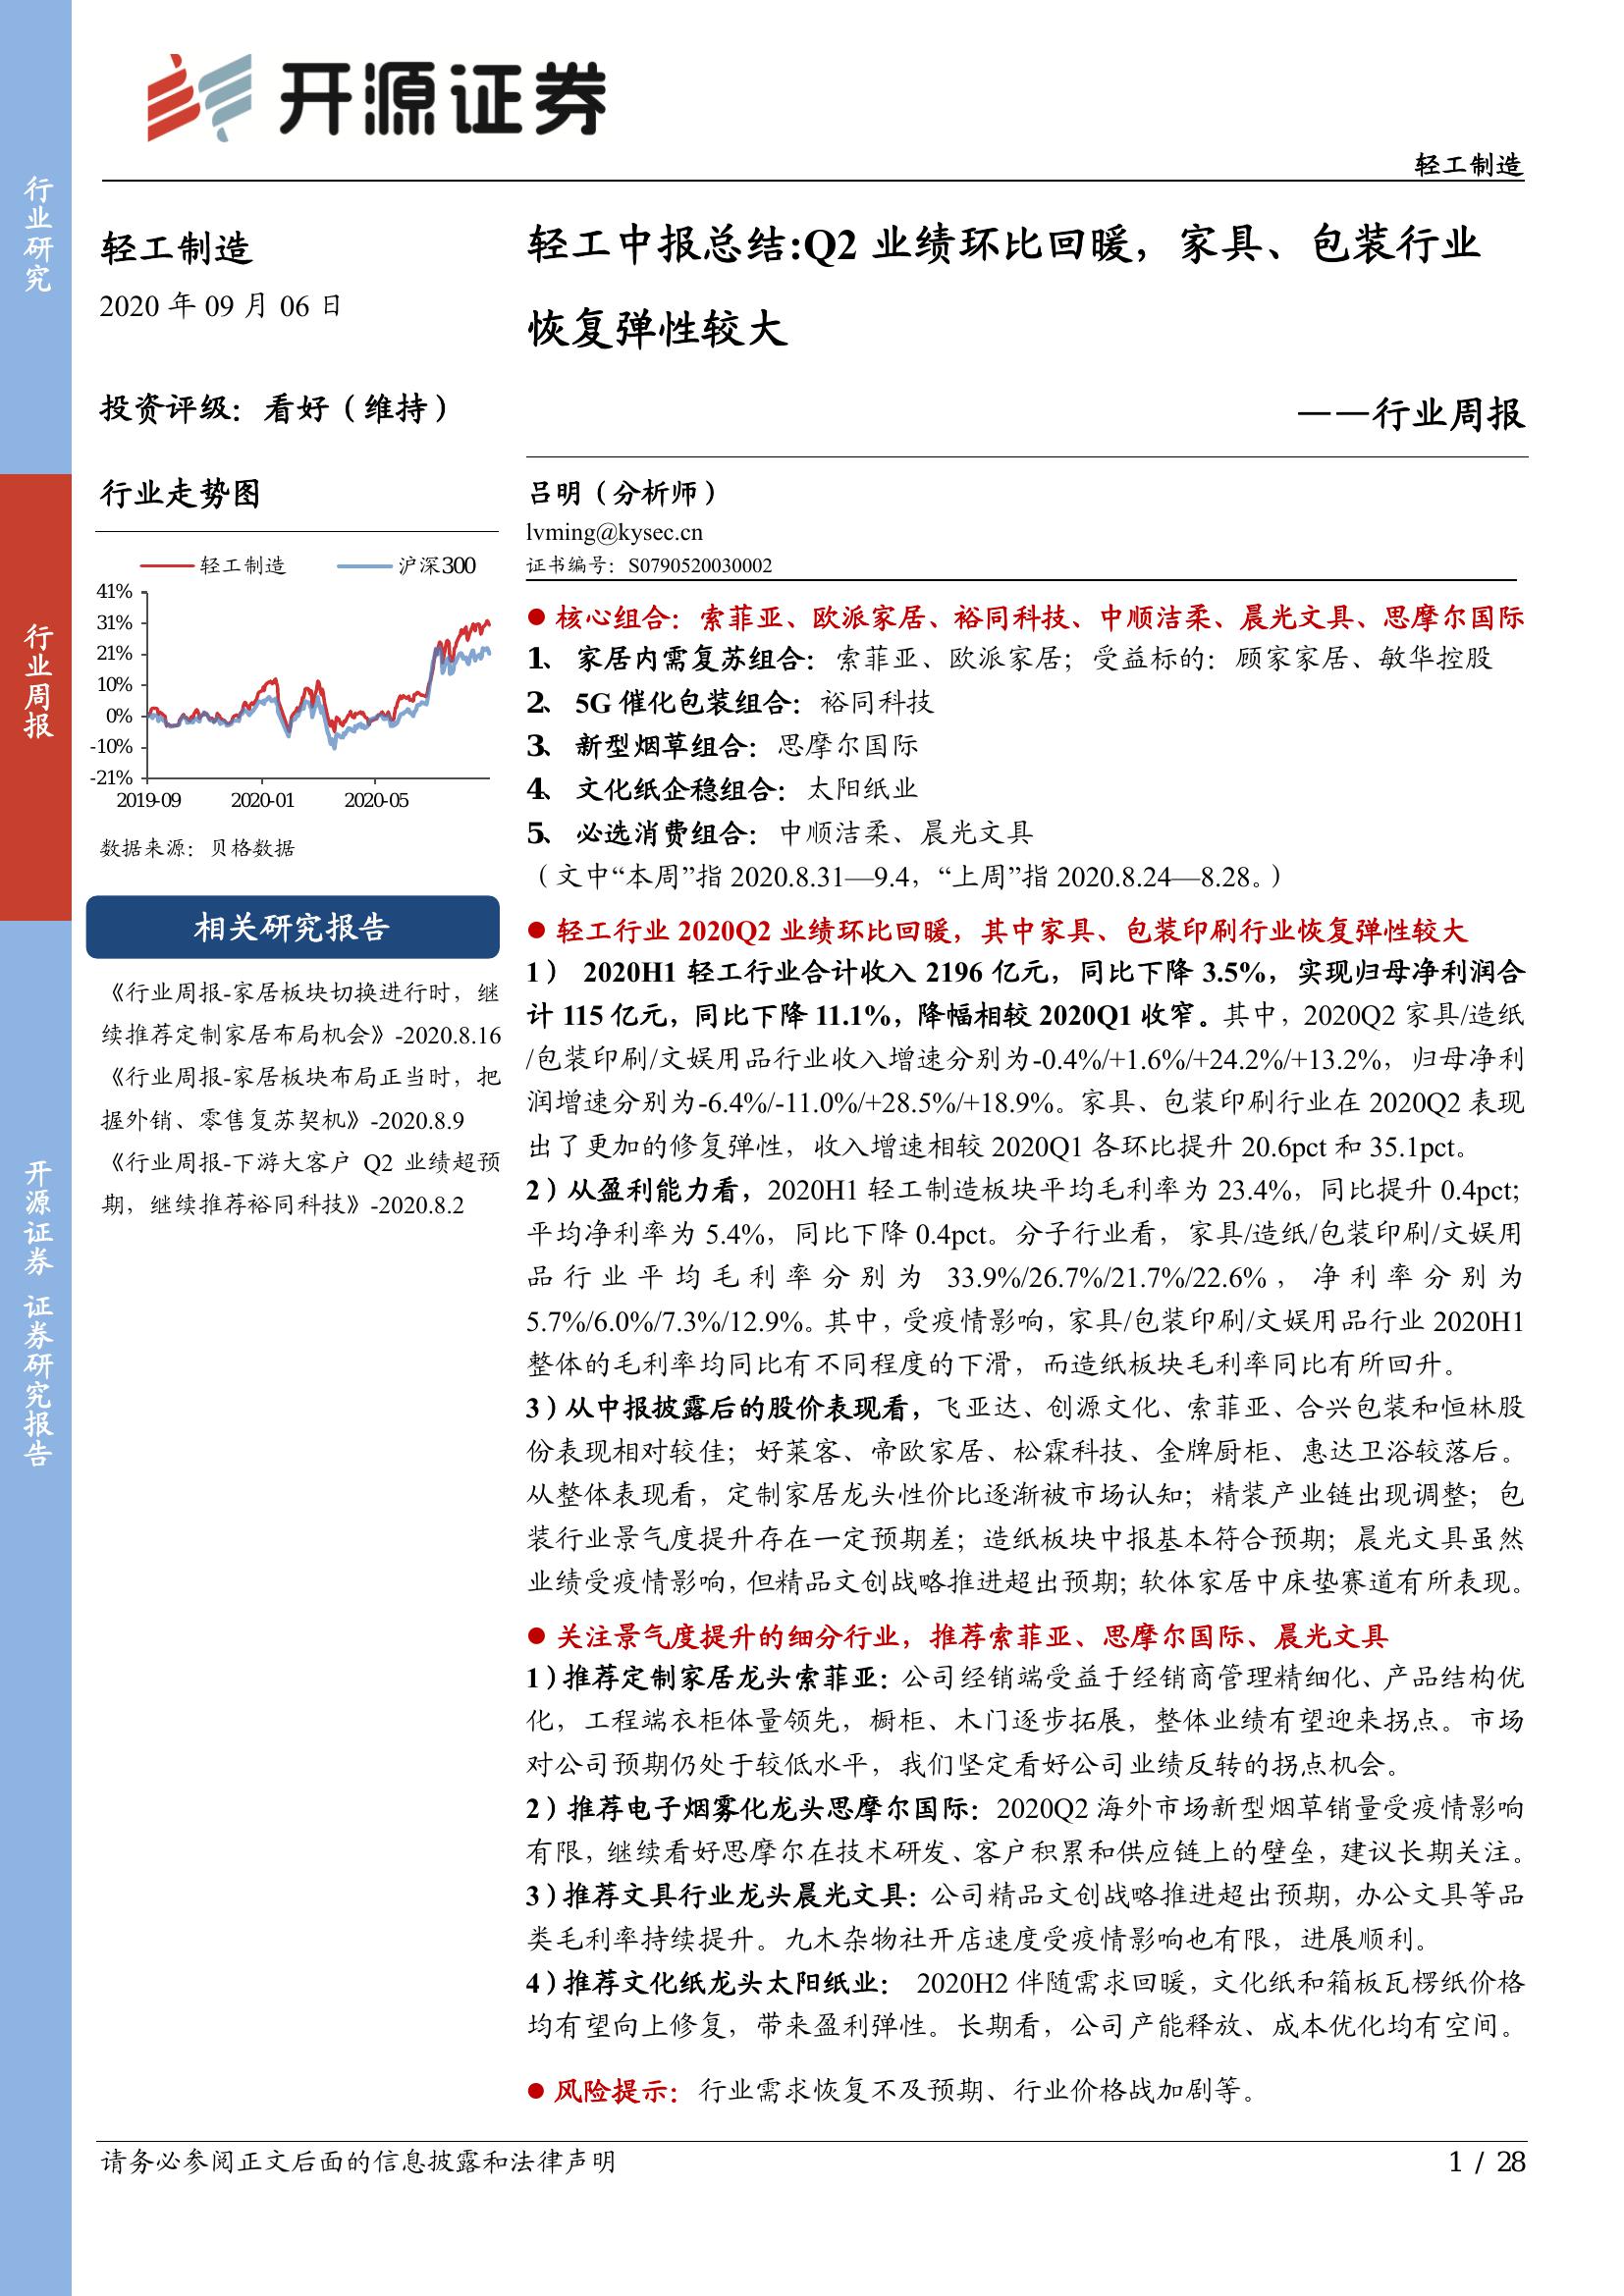 开源证券
轻工制造
行业研究
行业周报
开源证券 证券研究报告
轻工制造
2020 年 09 月 06 日
投资评级：看好（维持）
行业走势图
轻工制造 沪深300
41%
31%
21%
10%
0%
-10%
-21%
2019-09 2020-01 2020-05
数据来源：贝格数据
相关研究报告
《行业周报-家居板块切换进行时，继
续推荐定制家居布局机会》-2020.8.16
《行业周报-家居板块布局正当时，把
握外销、零售复苏契机》-2020.8.9
《行业周报-下游大客户 Q2 业绩超预
期，继续推荐裕同科技》-2020.8.2
轻工中报总结:Q2 业绩环比回暖，家具、包装行业
恢复弹性较大
——行业周报
吕明（分析师）
lvming@kysec.cn
证书编号：S0790520030002
● 核心组合：索菲亚、欧派家居、裕同科技、中顺洁柔、晨光文具、思摩尔国际
1、 家居内需复苏组合：索菲亚、欧派家居；受益标的：顾家家居、敏华控股
2、 5G 催化包装组合：裕同科技
3、 新型烟草组合：思摩尔国际
4、 文化纸企稳组合：太阳纸业
5、 必选消费组合：中顺洁柔、晨光文具
（文中“本周”指 2020.8.31—9.4，“上周”指 2020.8.24—8.28。）
● 轻工行业 2020Q2 业绩环比回暖，其中家具、包装印刷行业恢复弹性较大
1） 2020H1 轻工行业合计收入 2196 亿元，同比下降 3.5%，实现归母净利润合
计 115 亿元，同比下降 11.1%，降幅相较 2020Q1 收窄。其中，2020Q2 家具/造纸
/包装印刷/文娱用品行业收入增速分别为-0.4%/+1.6%/+24.2%/+13.2%，归母净利
润增速分别为-6.4%/-11.0%/+28.5%/+18.9%。家具、包装印刷行业在 2020Q2 表现
出了更加的修复弹性，收入增速相较 2020Q1 各环比提升 20.6pct 和 35.1pct。
2）从盈利能力看，2020H1 轻工制造板块平均毛利率为 23.4%，同比提升 0.4pct；
平均净利率为 5.4%，同比下降 0.4pct。分子行业看，家具/造纸/包装印刷/文娱用
品行业平均毛利率分别为 33.9%/26.7%/21.7%/22.6%，净利率分别为
5.7%/6.0%/7.3%/12.9%。其中，受疫情影响，家具/包装印刷/文娱用品行业 2020H1
整体的毛利率均同比有不同程度的下滑，而造纸板块毛利率同比有所回升。
3）从中报披露后的股价表现看，飞亚达、创源文化、索菲亚、合兴包装和恒林股
份表现相对较佳；好莱客、帝欧家居、松霖科技、金牌厨柜、惠达卫浴较落后。
从整体表现看，定制家居龙头性价比逐渐被市场认知；精装产业链出现调整；包
装行业景气度提升存在一定预期差；造纸板块中报基本符合预期；晨光文具虽然
业绩受疫情影响，但精品文创战略推进超出预期；软体家居中床垫赛道有所表现。
● 关注景气度提升的细分行业，推荐索菲亚、思摩尔国际、晨光文具
1）推荐定制家居龙头索菲亚：公司经销端受益于经销商管理精细化、产品结构优
化，工程端衣柜体量领先，橱柜、木门逐步拓展，整体业绩有望迎来拐点。市场
对公司预期仍处于较低水平，我们坚定看好公司业绩反转的拐点机会。
2）推荐电子烟雾化龙头思摩尔国际：2020Q2 海外市场新型烟草销量受疫情影响
有限，继续看好思摩尔在技术研发、客户积累和供应链上的壁垒，建议长期关注。
3）推荐文具行业龙头晨光文具：公司精品文创战略推进超出预期，办公文具等品
类毛利率持续提升。九木杂物社开店速度受疫情影响也有限，进展顺利。
4）推荐文化纸龙头太阳纸业： 2020H2 伴随需求回暖，文化纸和箱板瓦楞纸价格
均有望向上修复，带来盈利弹性。长期看，公司产能释放、成本优化均有空间。
● 风险提示：行业需求恢复不及预期、行业价格战加剧等。
请务必参阅正文后面的信息披露和法律声明
1 / 28